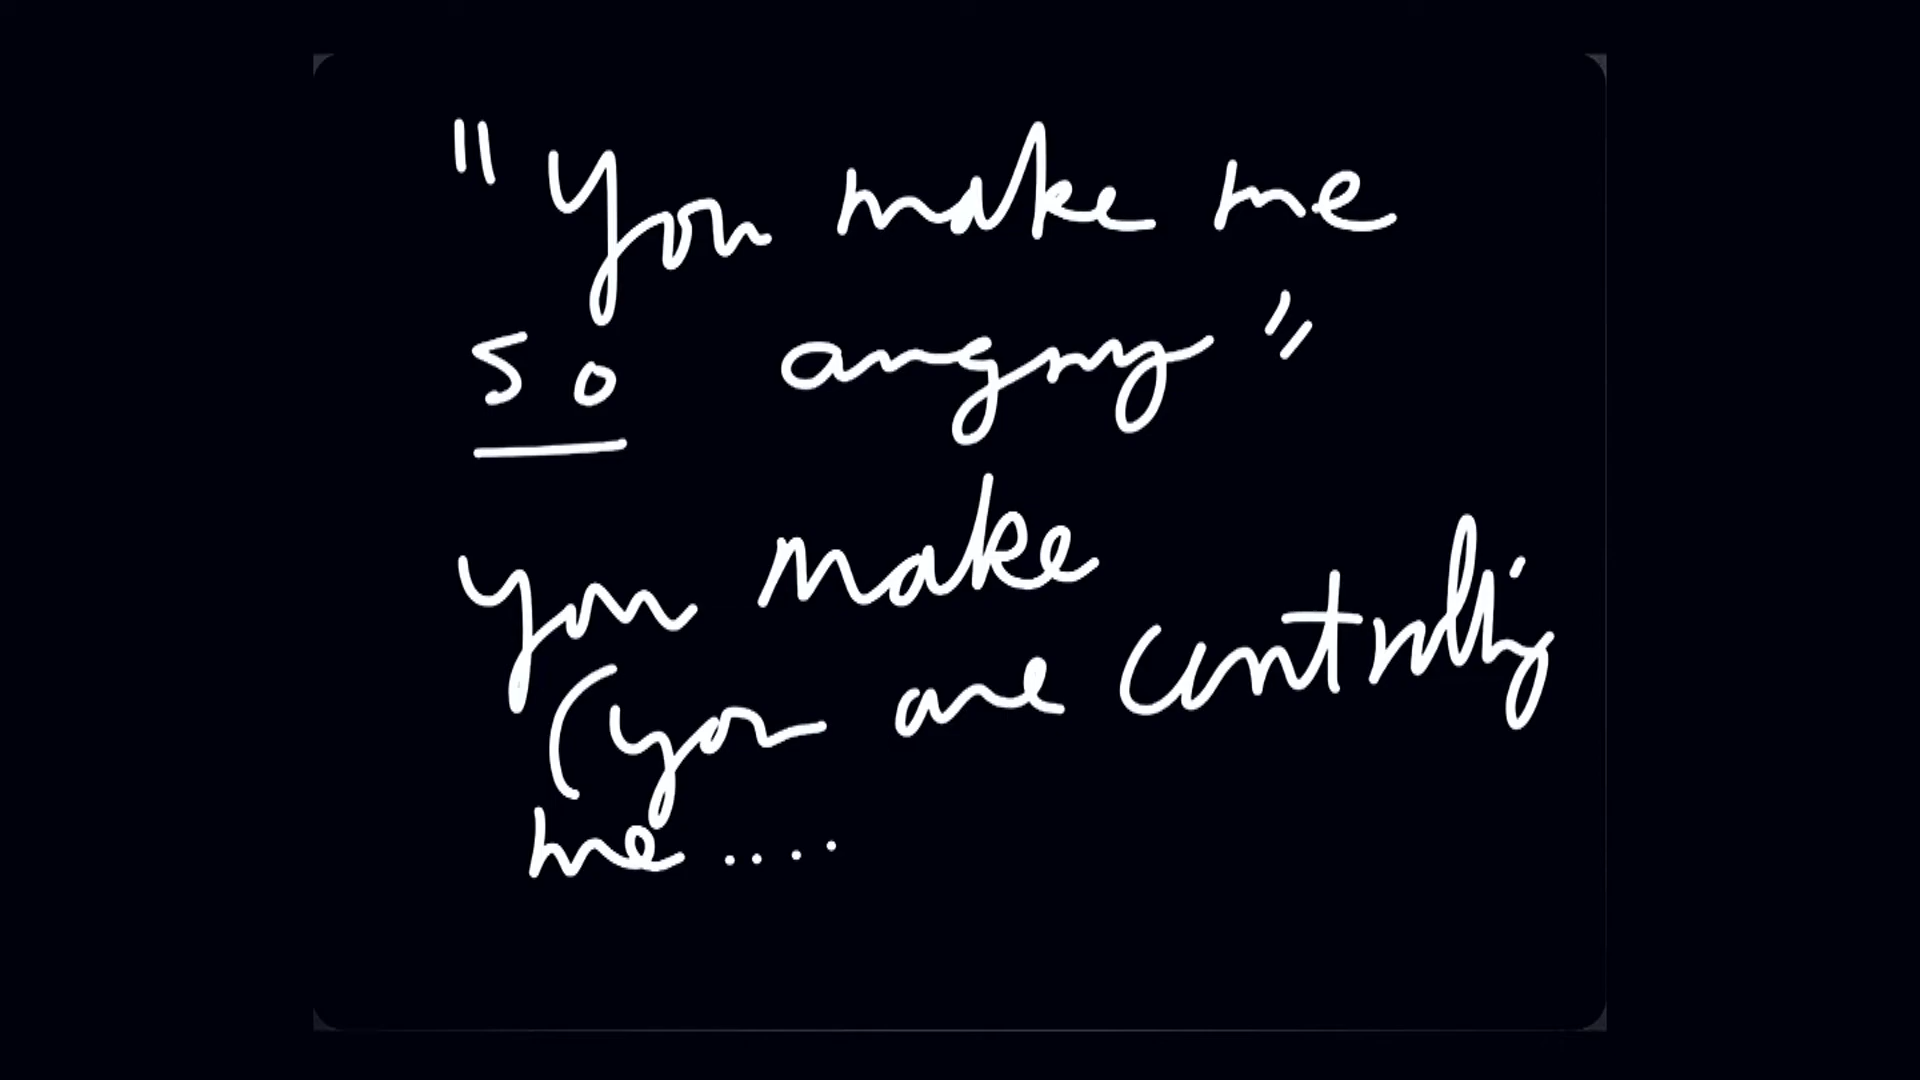 "You make me
so angry"
you make
(you are controlling
me....